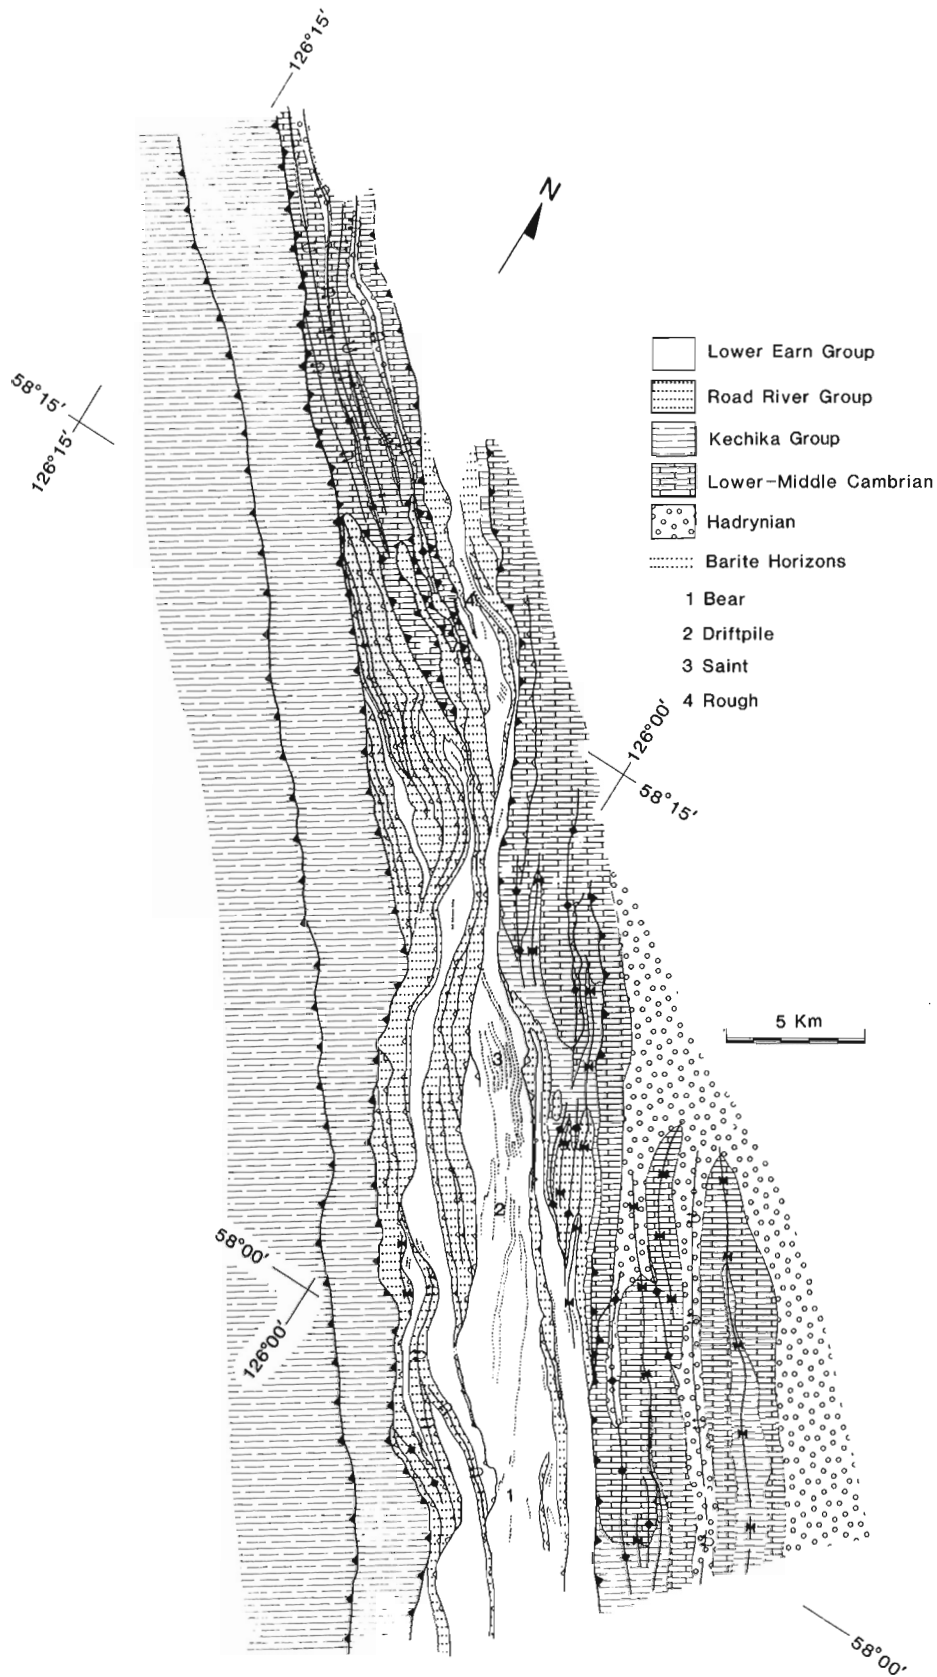 126°15′
N
Lower Earn Group
58°15′
126°15′
Road River Group
Kechika Group
Lower-Middle Cambrian
Hadrynian
Barite Horizons
1 Bear
2 Driftpile
3 Saint
4 Rough
4
126°00′
58°15′
5 Km
3
2
58°00′
126°00′
1
58°00′